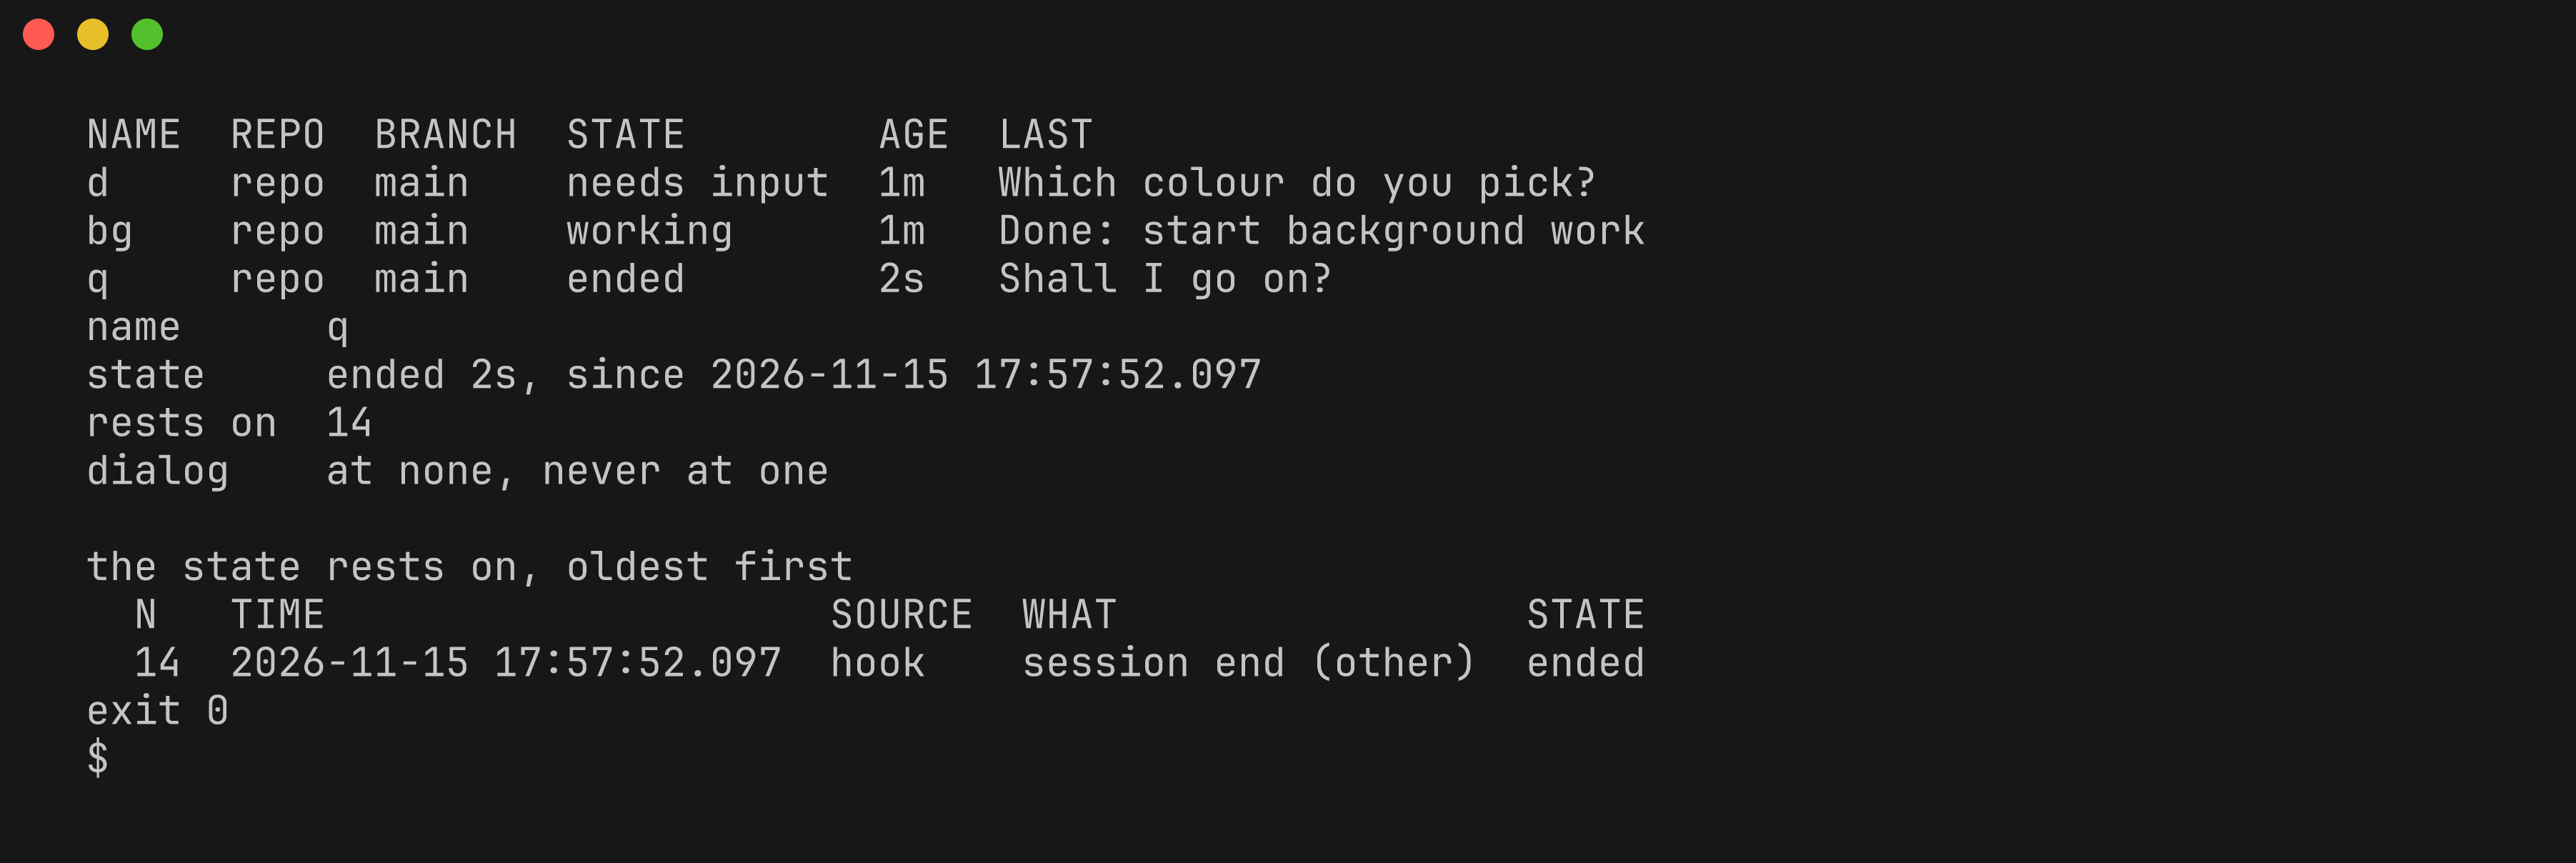 NAME  REPO  BRANCH  STATE        AGE  LAST
d     repo  main    needs input  1m   Which colour do you pick?
bg    repo  main    working      1m   Done: start background work
q     repo  main    ended        2s   Shall I go on?
name      q
state     ended 2s, since 2026-11-15 17:57:52.097
rests on  14
dialog    at none, never at one

the state rests on, oldest first
  N   TIME                     SOURCE  WHAT                 STATE
  14  2026-11-15 17:57:52.097  hook    session end (other)  ended
exit 0
$